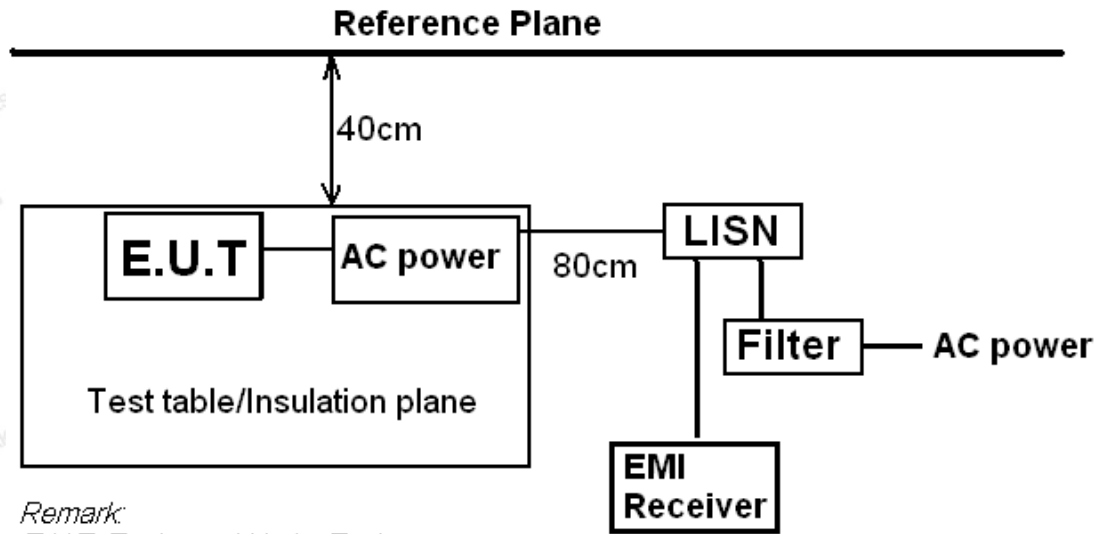 Reference Plane
40cm
E.U.T
AC power
80cm
LISN
Filter
AC power
Test table/Insulation plane
EMI
Receiver
Remark: